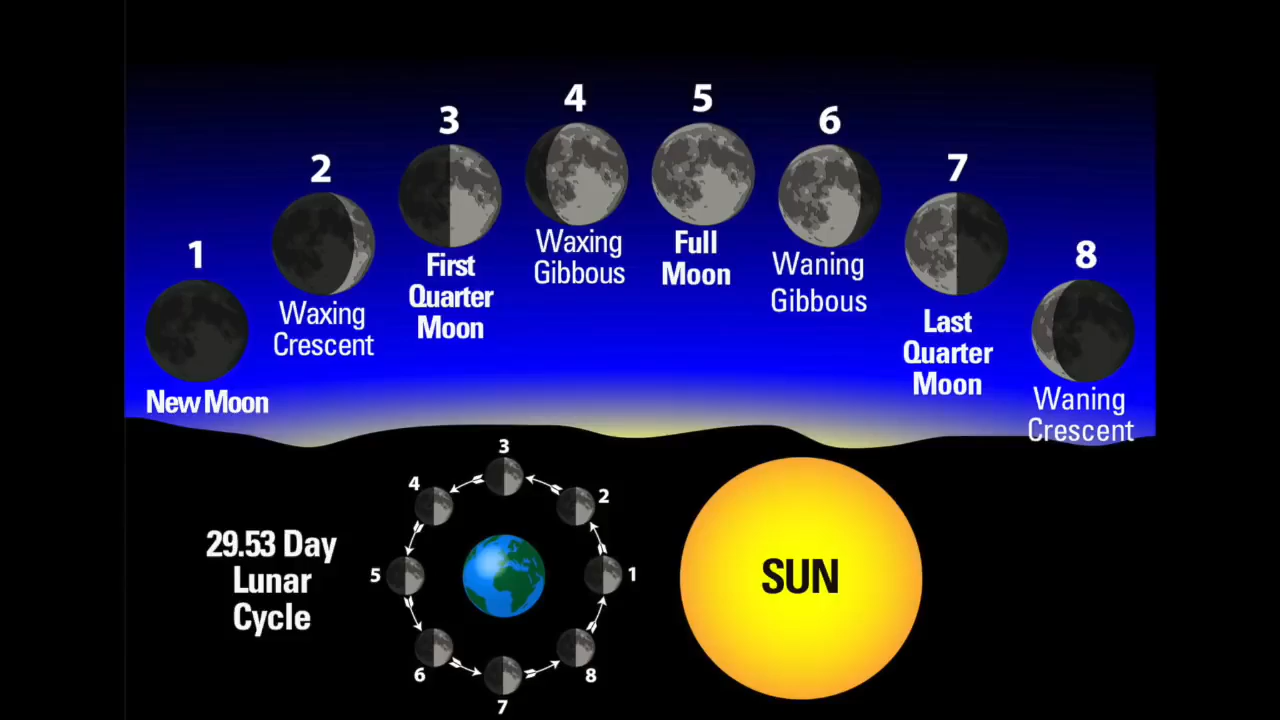 1
New Moon
2
Waxing
Crescent
3
First
Quarter
Moon
4
Waxing
Gibbous
5
Full
Moon
6
Waning
Gibbous
7
Last
Quarter
Moon
8
Waning
Crescent
29.53 Day
Lunar
Cycle
3
4
2
5
1
6
8
7
SUN